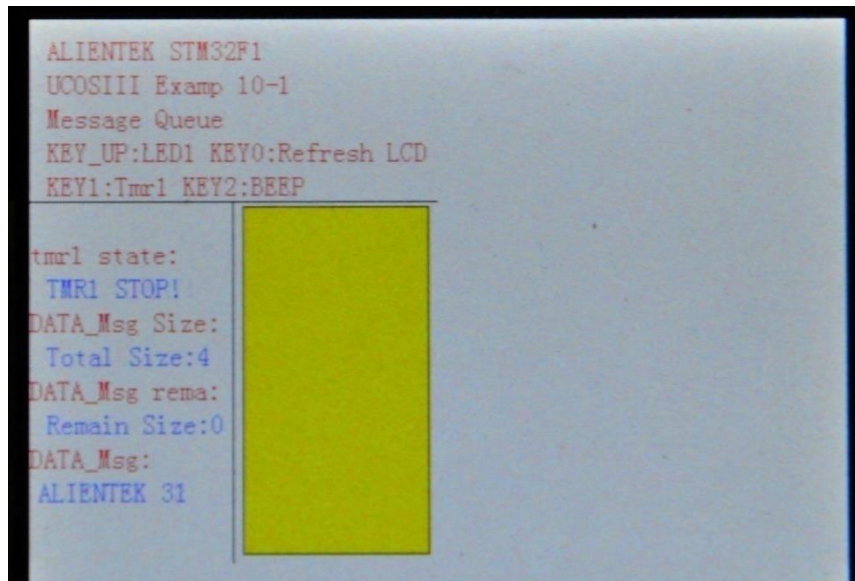 ALIENTEK STM32F1
UCOSIII Examp 10-1
Message Queue
KEY_UP:LED1 KEY0:Refresh LCD
KEY1:Tmr1 KEY2:BEEP
tmr1 state:
TMR1 STOP!
DATA_Msg Size:
Total Size:4
DATA_Msg rema:
Remain Size:0
DATA_Msg:
ALIENTEK 31